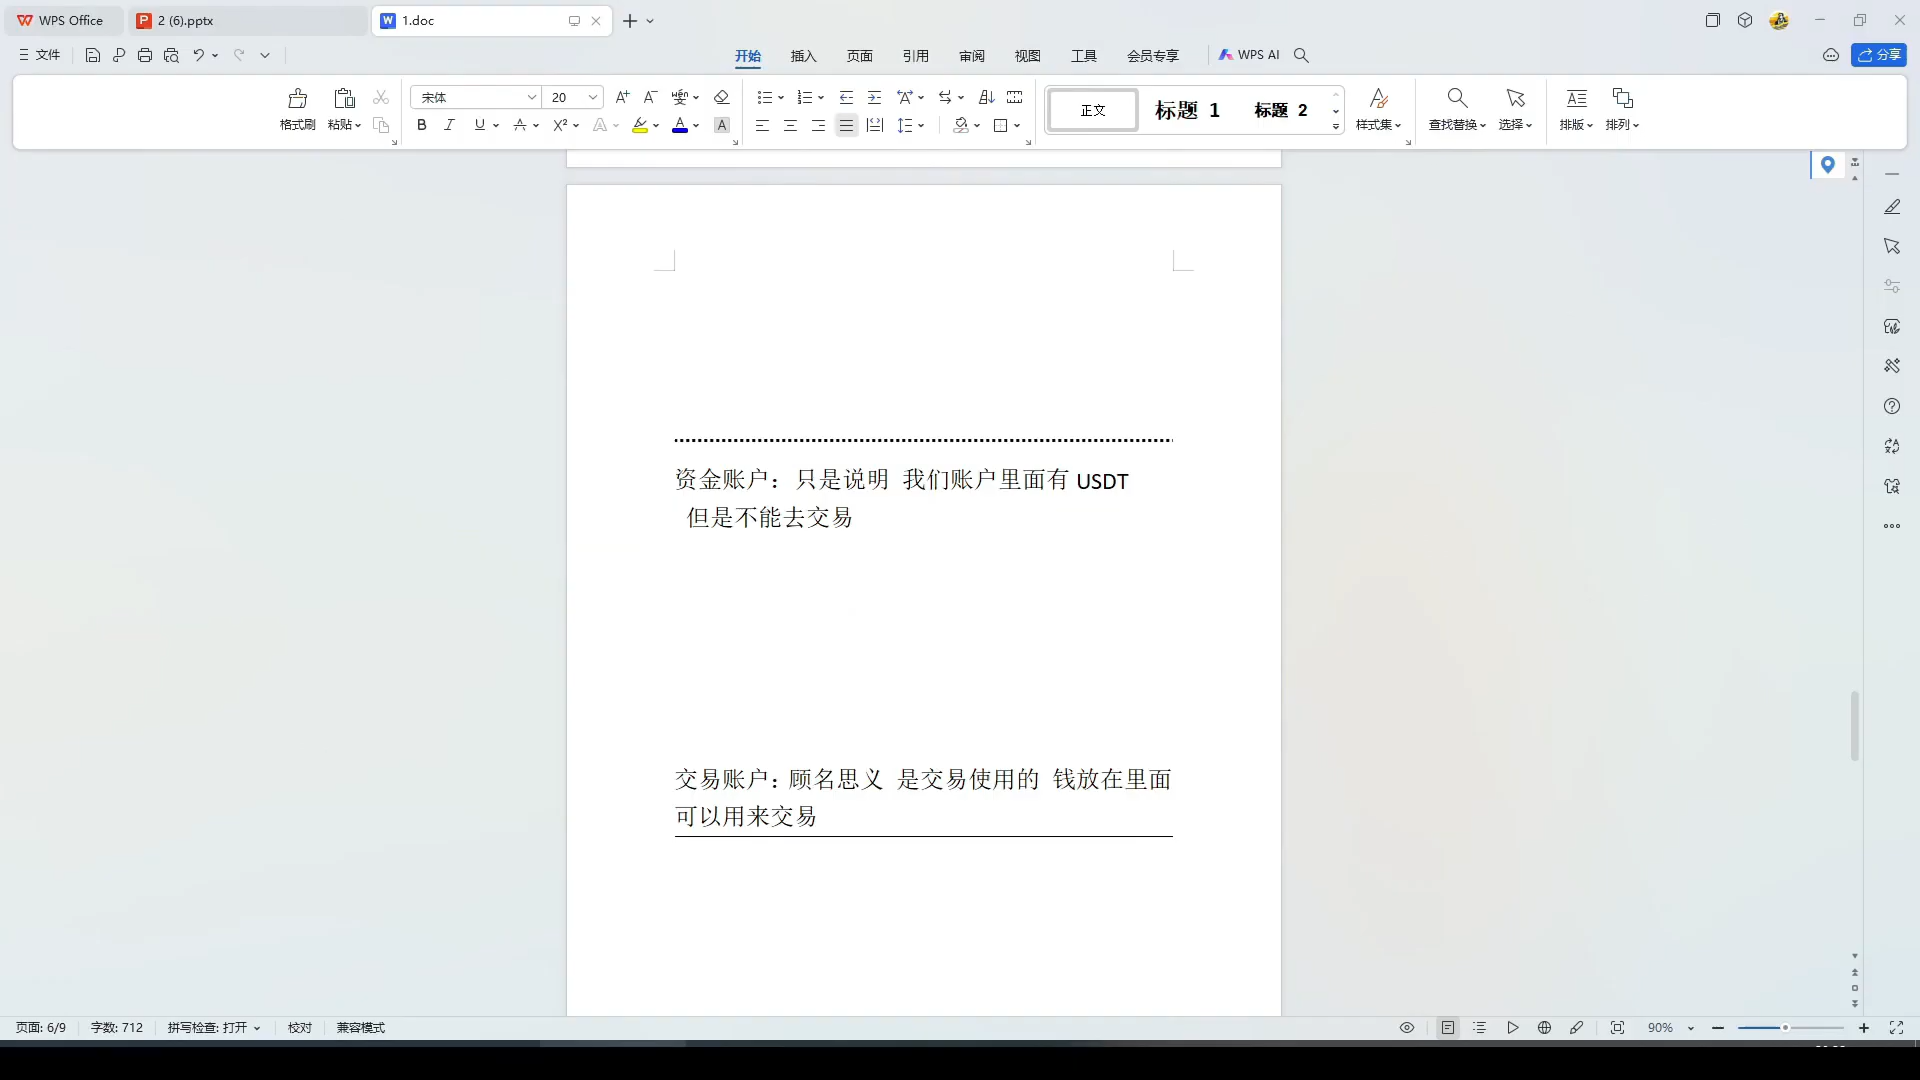 WPS Office
2 (6).pptx
1.doc
文件
开始
插入
页面
引用
审阅
视图
工具
会员专享
WPS AI
分享
格式刷
粘贴
宋体
20
正文
标题 1
标题 2
样式集
查找替换
选择
排版
排列
资金账户：只是说明 我们账户里面有 USDT
但是不能去交易
交易账户：顾名思义 是交易使用的 钱放在里面
可以用来交易
页面: 6/9
字数: 712
拼写检查: 打开
校对
兼容模式
90%